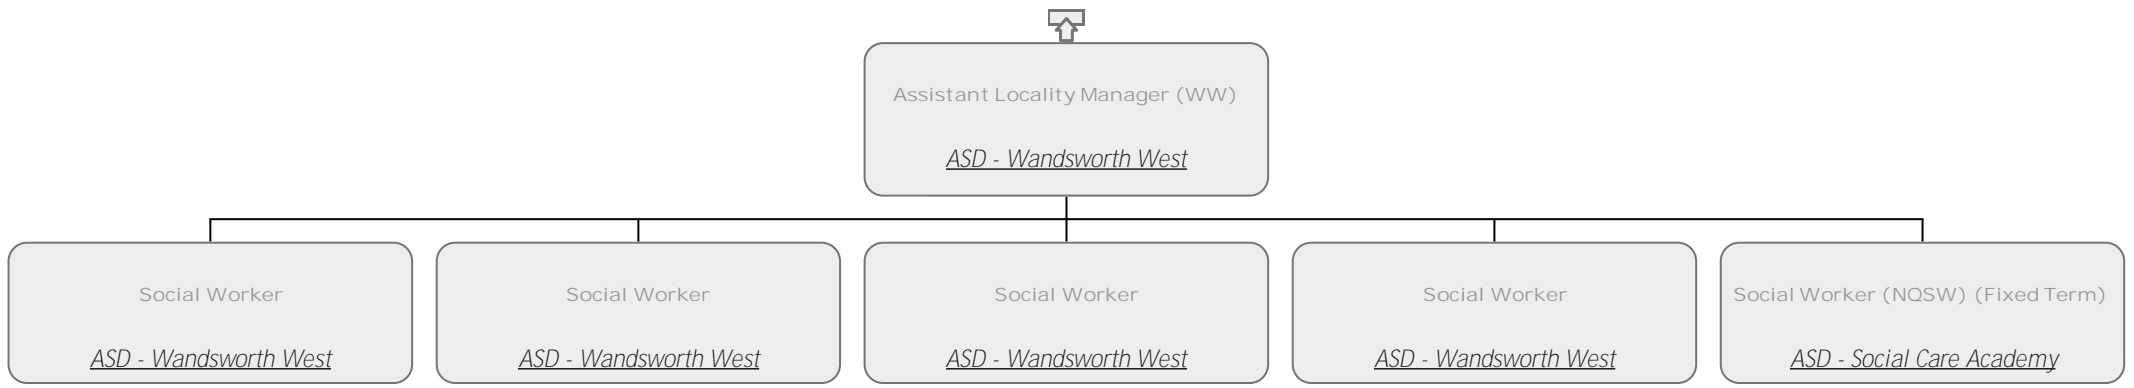 Assistant Locality Manager (WW)
ASD - Wandsworth West
Social Worker
ASD - Wandsworth West
Social Worker
ASD - Wandsworth West
Social Worker
ASD - Wandsworth West
Social Worker
ASD - Wandsworth West
Social Worker (NQSW) (Fixed Term)
ASD - Social Care Academy